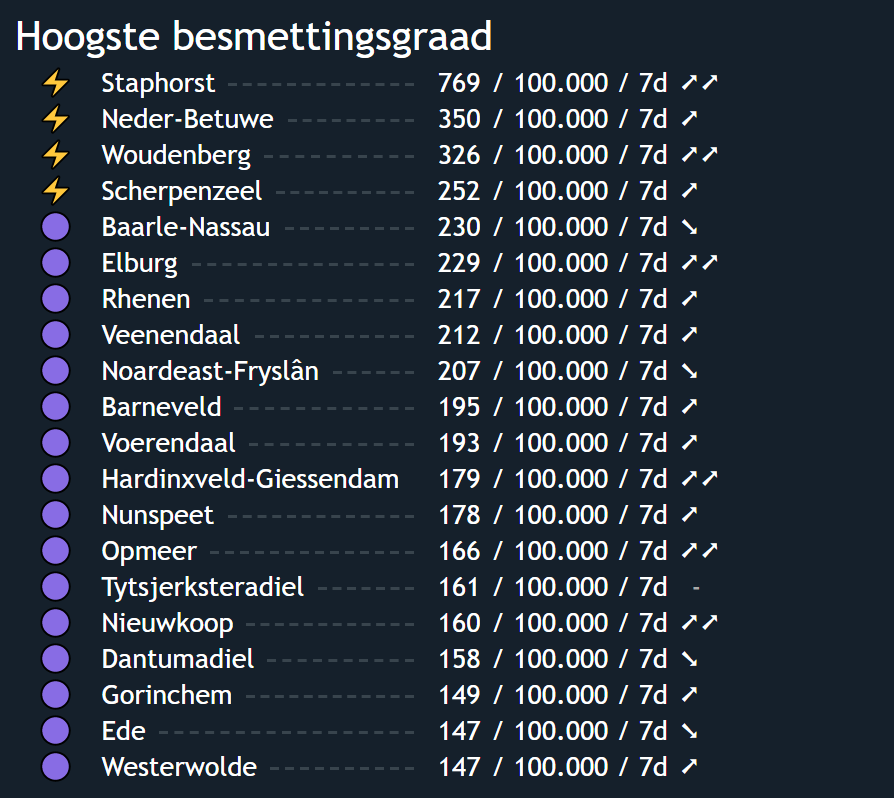 Hoogste besmettingsgraad
⚡ Staphorst 769 / 100.000 / 7d ➚➚
⚡ Neder-Betuwe 350 / 100.000 / 7d ➚
⚡ Woudenberg 326 / 100.000 / 7d ➚➚
⚡ Scherpenzeel 252 / 100.000 / 7d ➚
🟣 Baarle-Nassau 230 / 100.000 / 7d ➘
🟣 Elburg 229 / 100.000 / 7d ➚➚
🟣 Rhenen 217 / 100.000 / 7d ➚
🟣 Veenendaal 212 / 100.000 / 7d ➚
🟣 Noardeast-Fryslân 207 / 100.000 / 7d ➘
🟣 Barneveld 195 / 100.000 / 7d ➚
🟣 Voerendaal 193 / 100.000 / 7d ➚
🟣 Hardinxveld-Giessendam 179 / 100.000 / 7d ➚➚
🟣 Nunspeet 178 / 100.000 / 7d ➚
🟣 Opmeer 166 / 100.000 / 7d ➚➚
🟣 Tytsjerksteradiel 161 / 100.000 / 7d -
🟣 Nieuwkoop 160 / 100.000 / 7d ➚➚
🟣 Dantumadiel 158 / 100.000 / 7d ➘
🟣 Gorinchem 149 / 100.000 / 7d ➚
🟣 Ede 147 / 100.000 / 7d ➘
🟣 Westerwolde 147 / 100.000 / 7d ➚